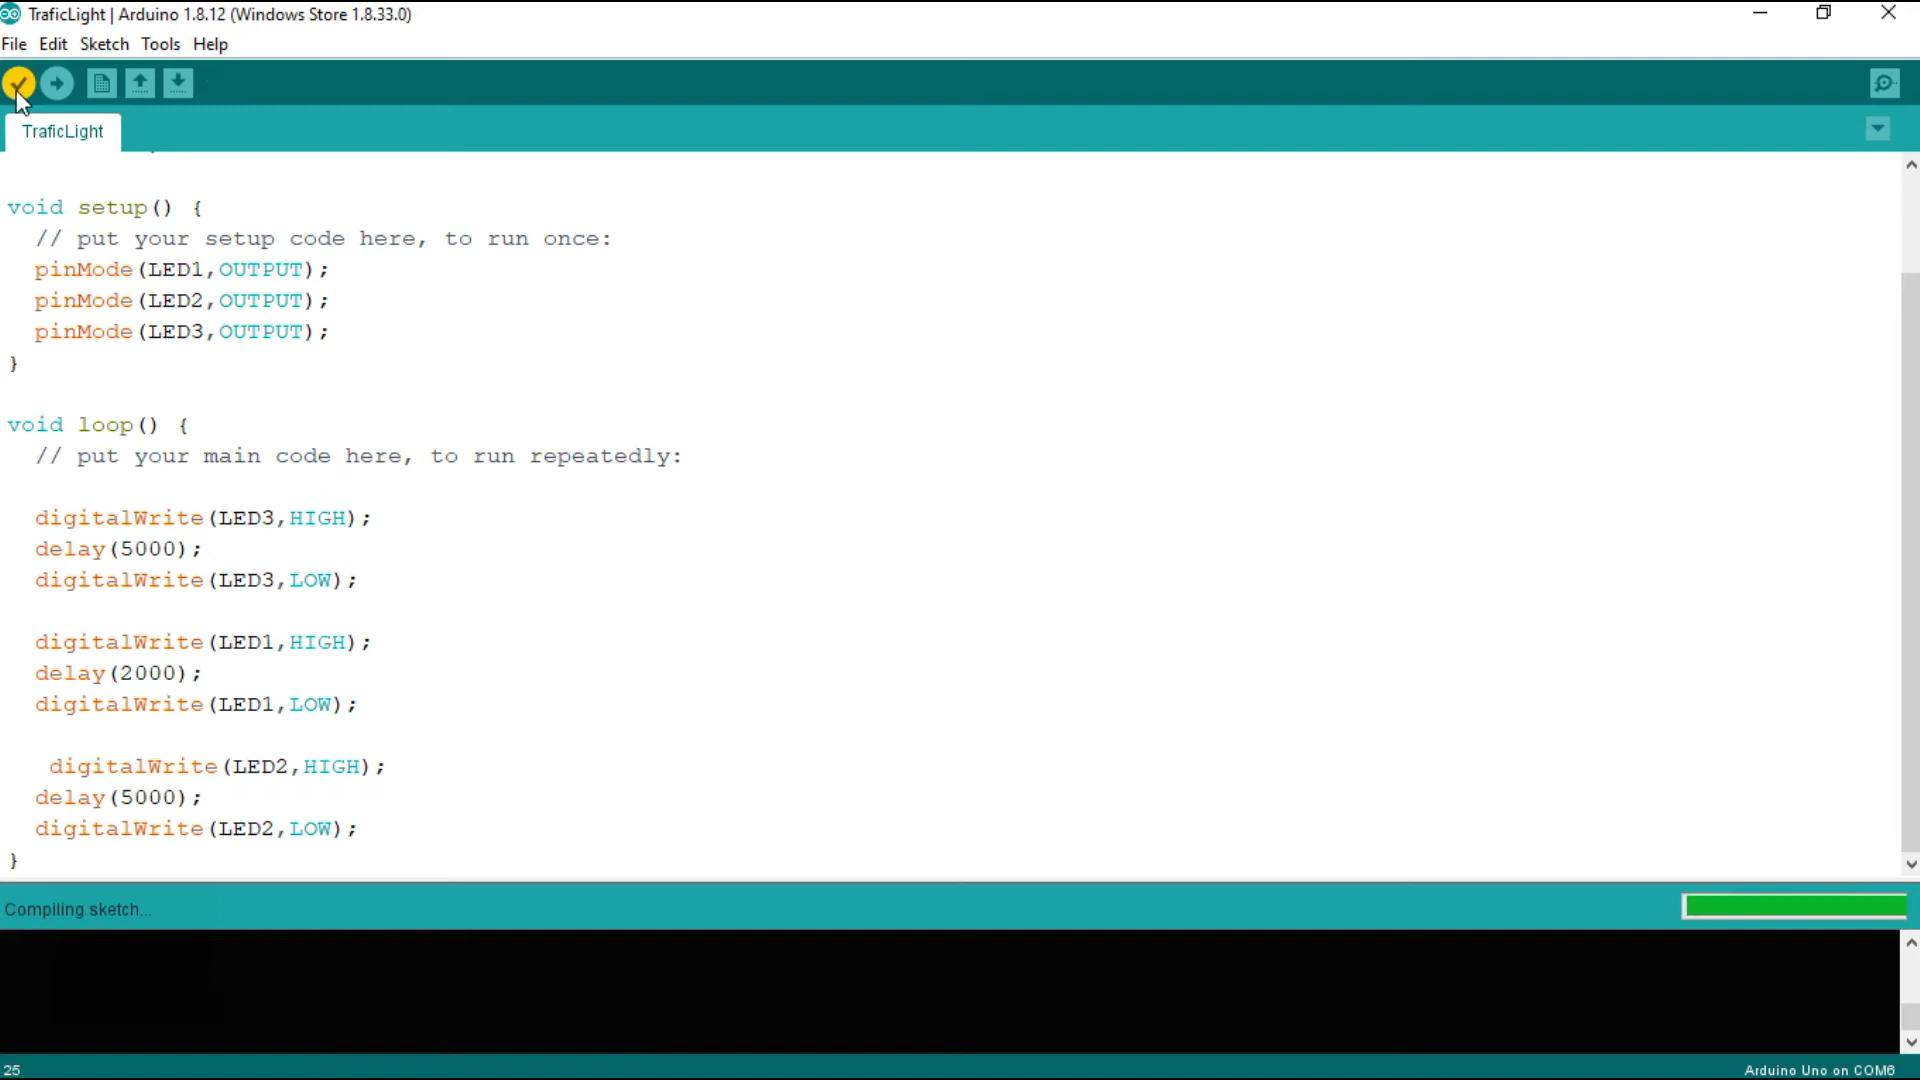 TraficLight | Arduino 1.8.12 (Windows Store 1.8.33.0)
File Edit Sketch Tools Help
TraficLight
void setup() {
// put your setup code here, to run once:
pinMode(LED1,OUTPUT);
pinMode(LED2,OUTPUT);
pinMode(LED3,OUTPUT);
}
void loop() {
// put your main code here, to run repeatedly:
digitalWrite(LED3,HIGH);
delay(5000);
digitalWrite(LED3,LOW);
digitalWrite(LED1,HIGH);
delay(2000);
digitalWrite(LED1,LOW);
digitalWrite(LED2,HIGH);
delay(5000);
digitalWrite(LED2,LOW);
}
Compiling sketch...
25
Arduino Uno on COM6